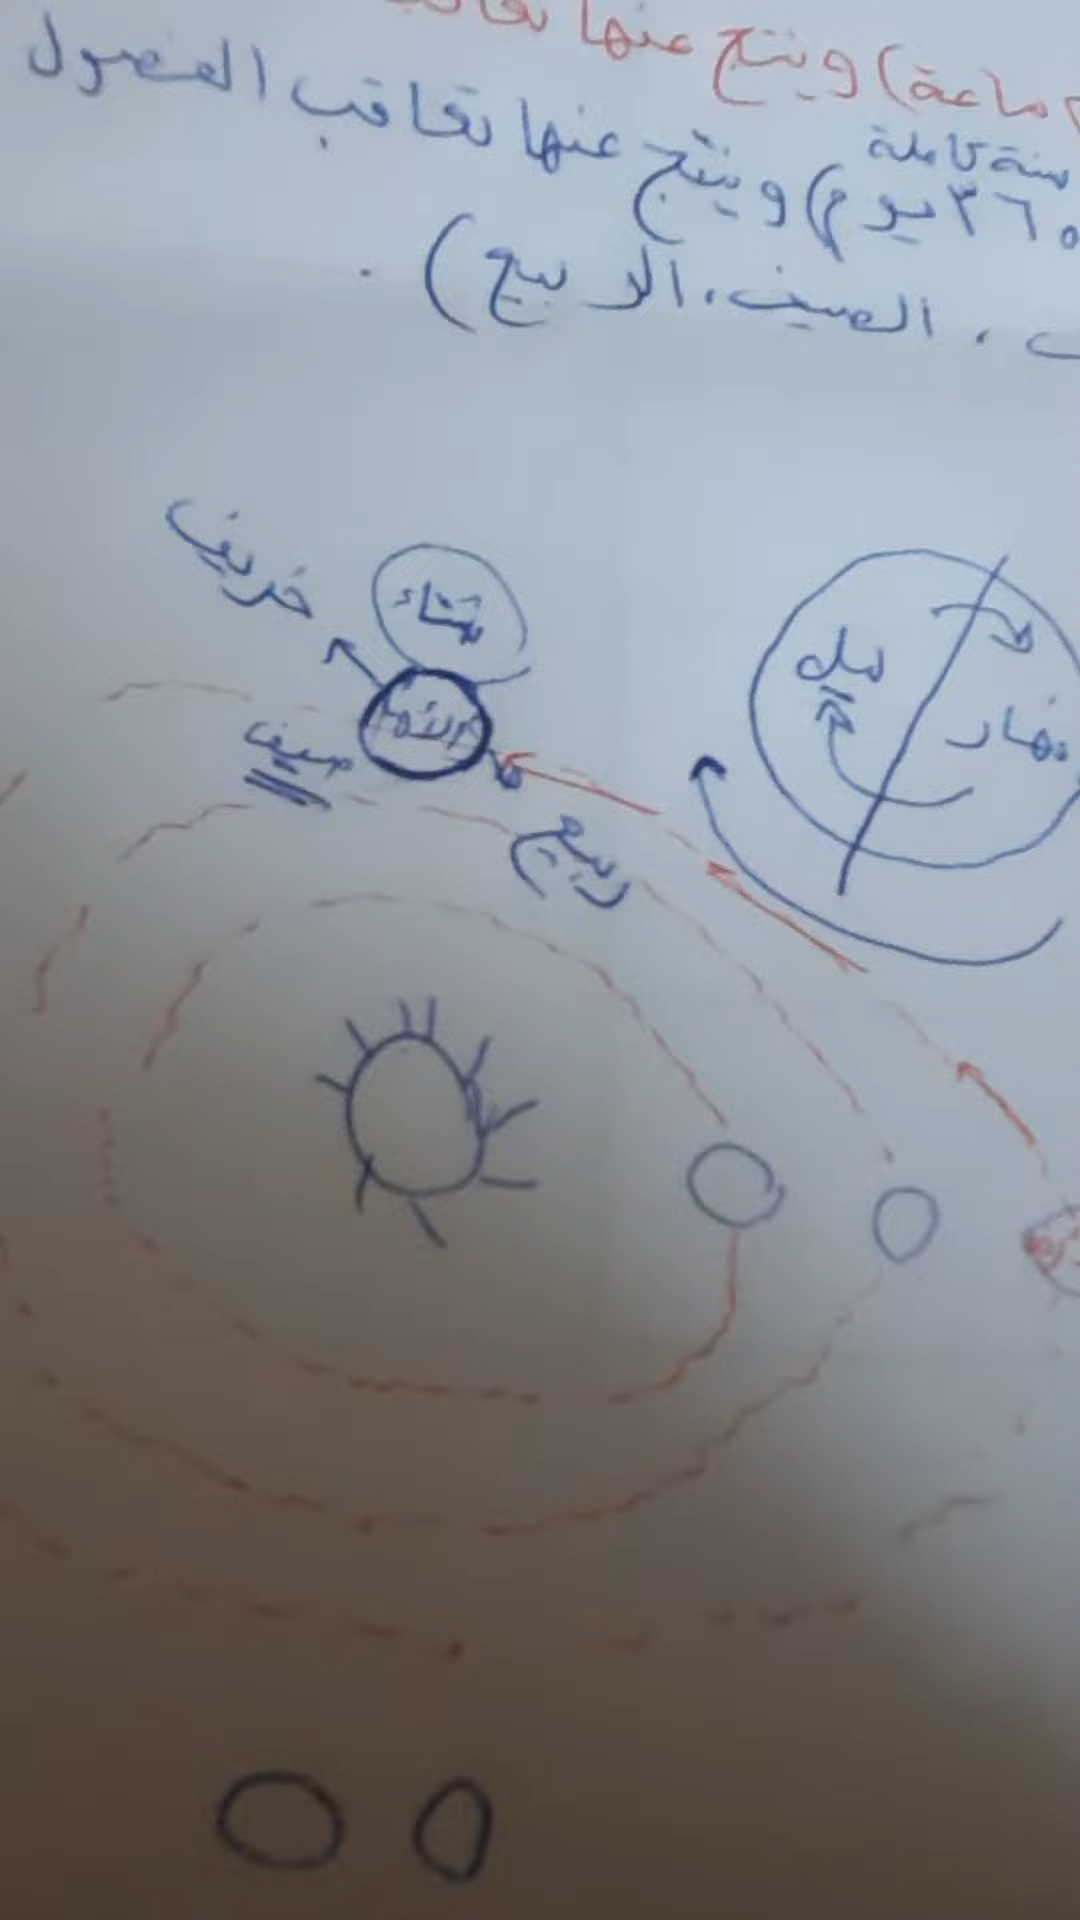 ساعة) وينتج عنها تعاقب
سنة كاملة
٣٦٥ يوم) وينتج عنها تعاقب الفصول
، الصيف، الربيع) .
خريف
شتاء
صيف
ربيع
ليل
نهار